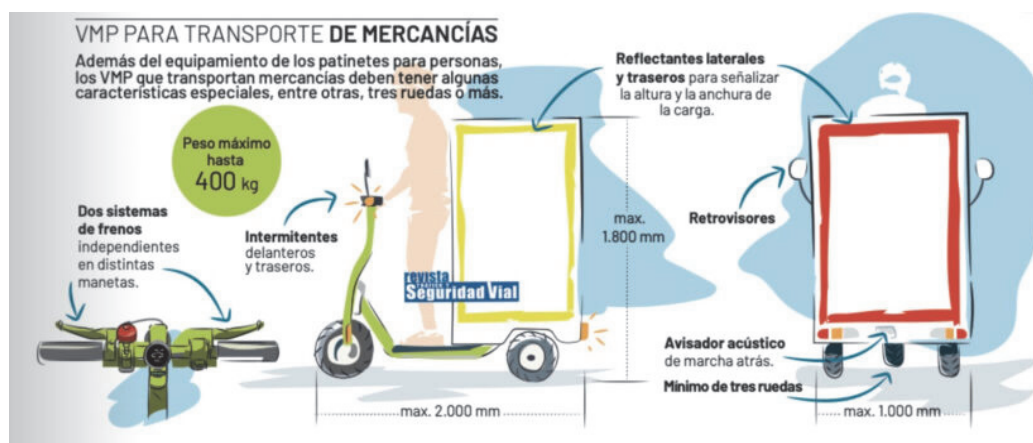 VMP PARA TRANSPORTE DE MERCANCÍAS
Además del equipamiento de los patinetes para personas,
los VMP que transportan mercancías deben tener algunas
características especiales, entre otras, tres ruedas o más.
Peso máximo
hasta
400 kg
Dos sistemas
de frenos
independientes
en distintas
manetas.
Intermitentes
delanteros
y traseros.
revista
Seguridad Vial
Reflectantes laterales
y traseros para señalizar
la altura y la anchura de
la carga.
max.
1.800 mm
Retrovisores
Avisador acústico
de marcha atrás.
Mínimo de tres ruedas
max. 2.000 mm
max. 1.000 mm